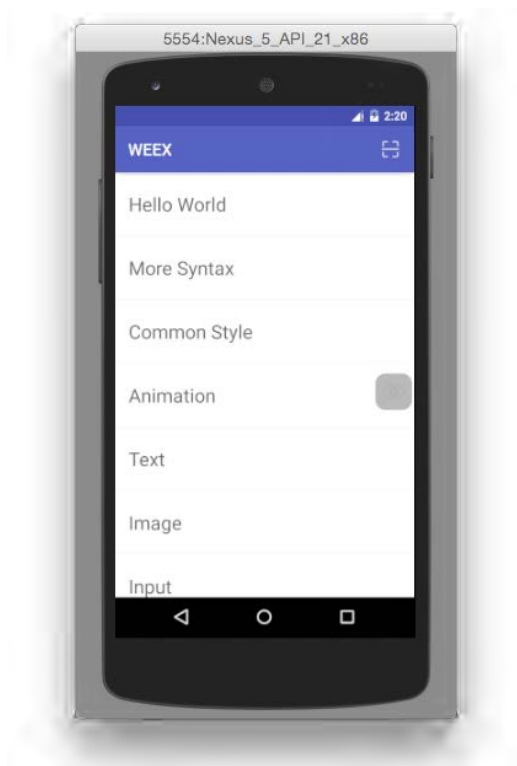 5554:Nexus_5_API_21_x86
2:20
WEEX
Hello World
More Syntax
Common Style
Animation
Text
Image
Input